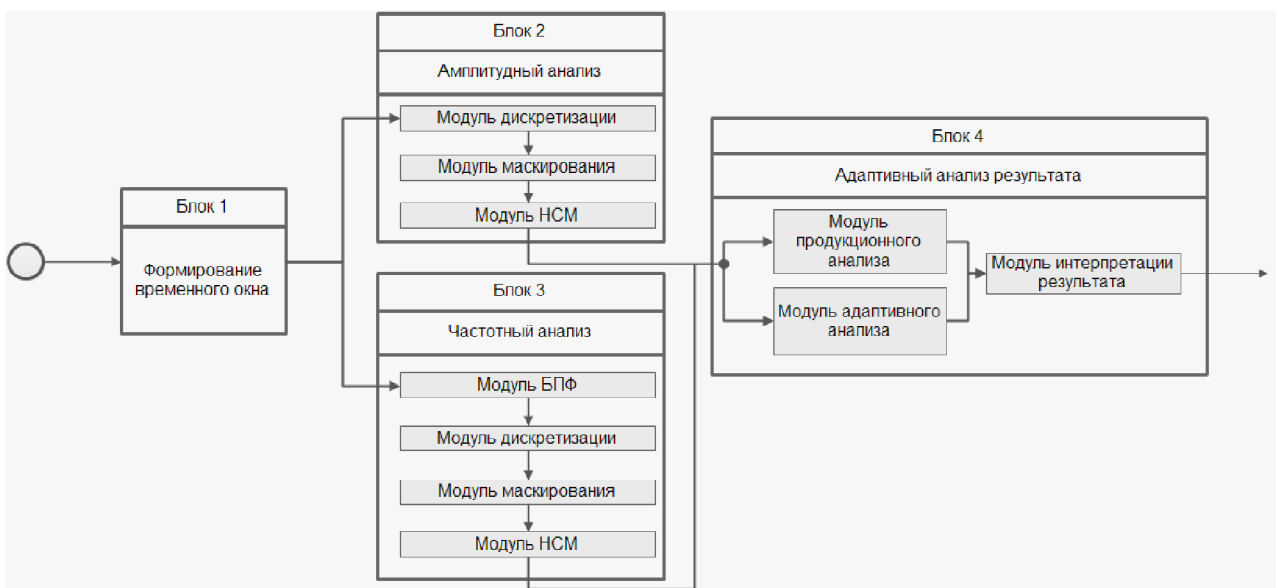 Блок 1
Формирование
временного окна
Блок 2
Амплитудный анализ
Модуль дискретизации
Модуль маскирования
Модуль НСМ
Блок 3
Частотный анализ
Модуль БПФ
Модуль дискретизации
Модуль маскирования
Модуль НСМ
Блок 4
Адаптивный анализ результата
Модуль
продукционного
анализа
Модуль адаптивного
анализа
Модуль интерпретации
результата